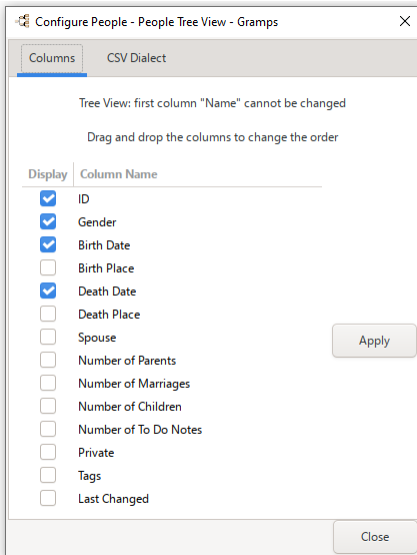 Configure People - People Tree View - Gramps
Columns CSV Dialect
Tree View: first column "Name" cannot be changed
Drag and drop the columns to change the order
Display Column Name
ID
Gender
Birth Date
Birth Place
Death Date
Death Place
Spouse
Apply
Number of Parents
Number of Marriages
Number of Children
Number of To Do Notes
Private
Tags
Last Changed
Close